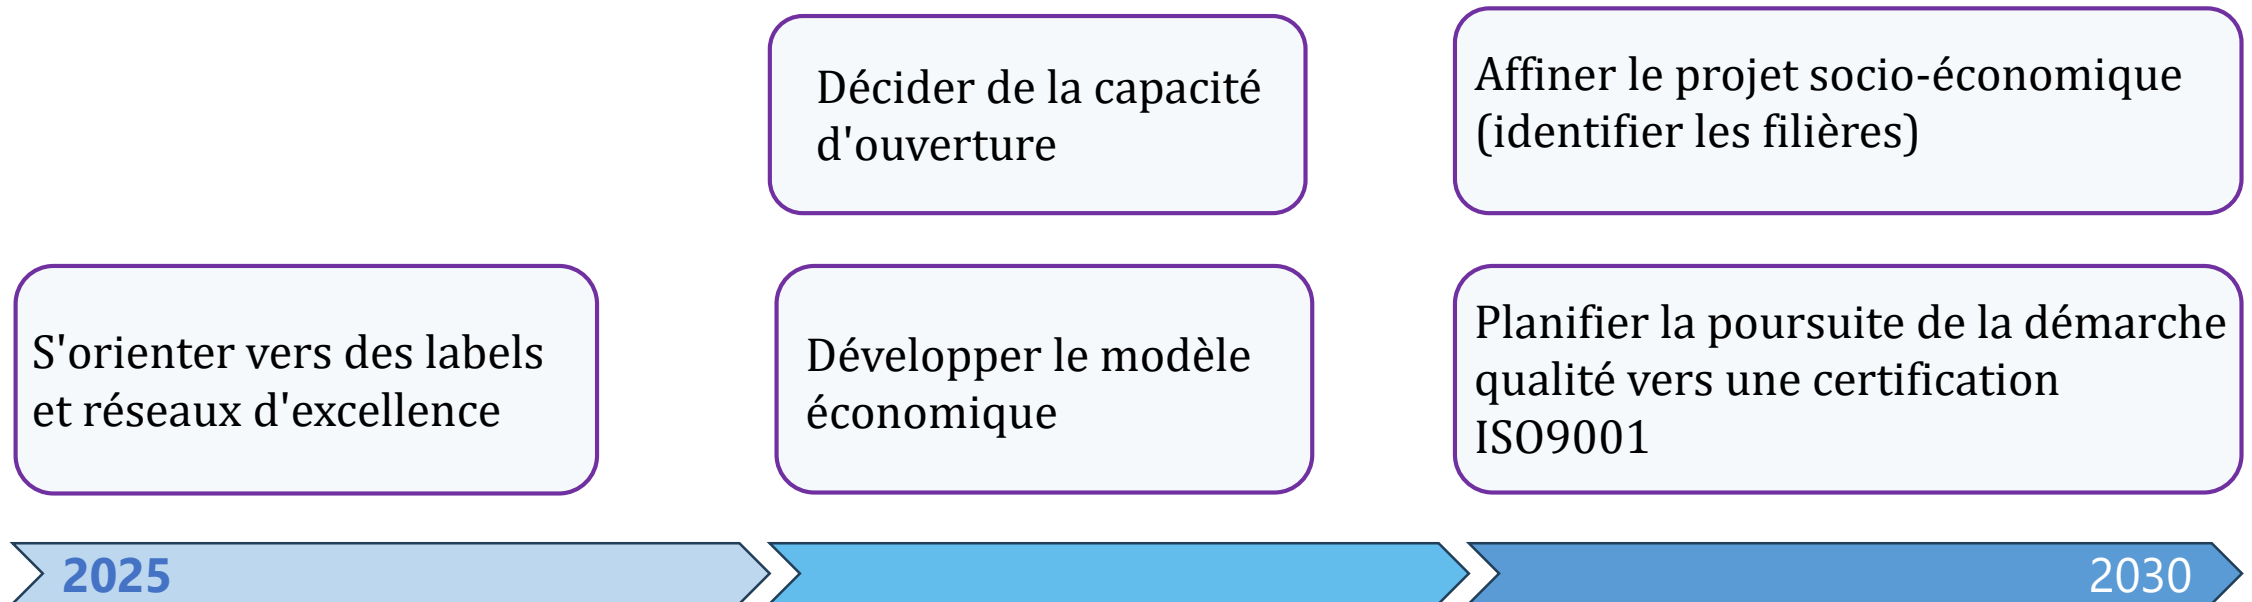 Décider de la capacité
d'ouverture
Affiner le projet socio-économique
(identifier les filières)
S'orienter vers des labels
et réseaux d'excellence
Développer le modèle
économique
Planifier la poursuite de la démarche
qualité vers une certification
ISO9001
2025
2030